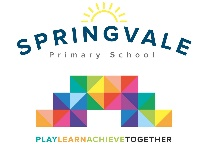 SPRINGVALE
Primary School
PLAYLEARNACHIEVETOGETHER